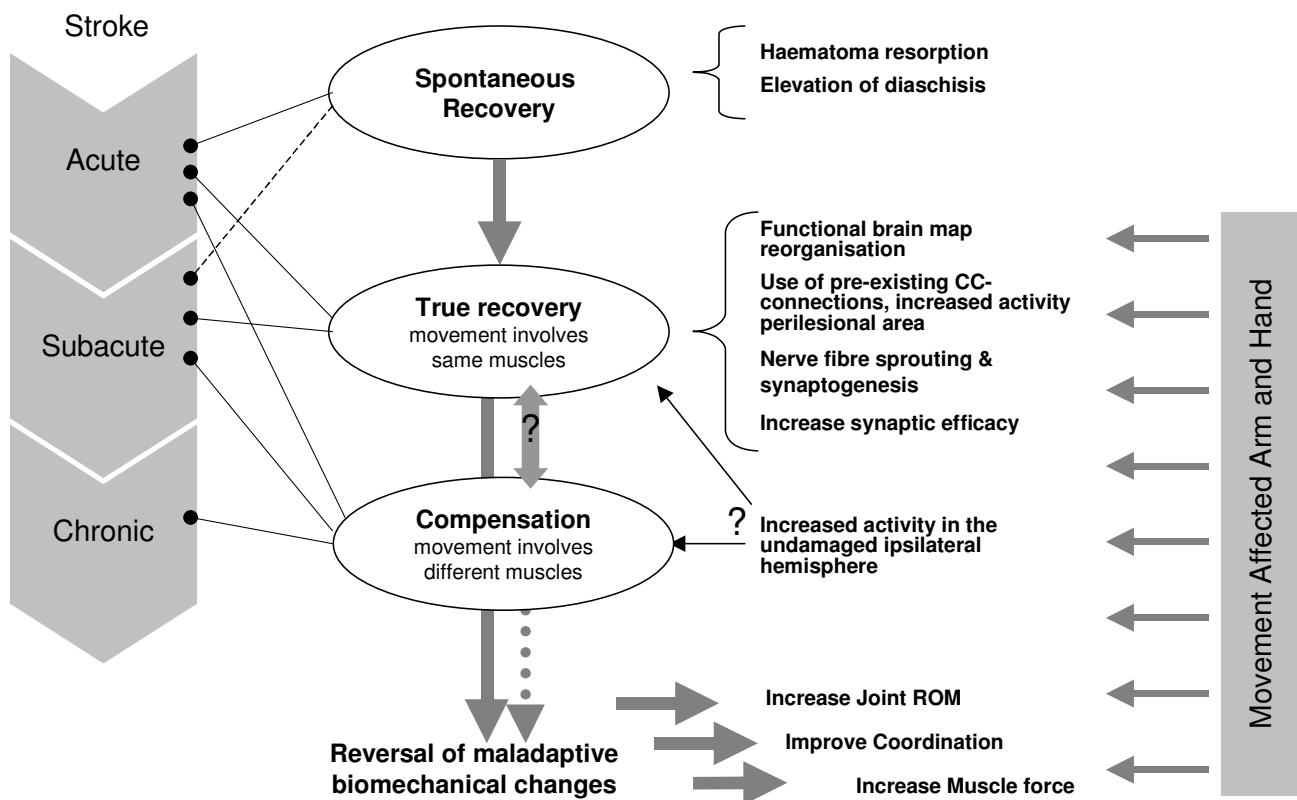 Stroke
Acute
Subacute
Chronic
Spontaneous
Recovery
Haematoma resorption
Elevation of diaschisis
True recovery
movement involves
same muscles
Functional brain map
reorganisation
Use of pre-existing CC-
connections, increased activity
perilesional area
Nerve fibre sprouting &
synaptogenesis
Increase synaptic efficacy
?
Compensation
movement involves
different muscles
?
Increased activity in the
undamaged ipsilateral
hemisphere
Reversal of maladaptive
biomechanical changes
Increase Joint ROM
Improve Coordination
Increase Muscle force
Movement Affected Arm and Hand